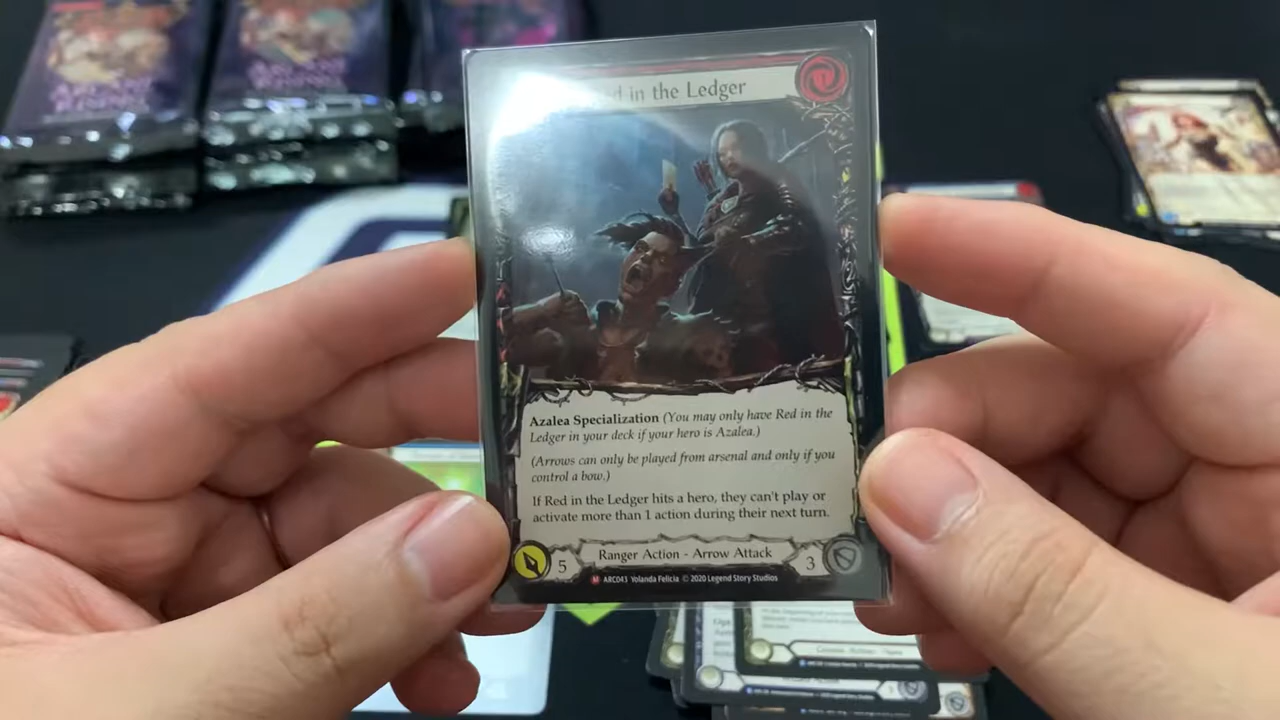 d in the Ledger
Azalea Specialization (You may only have Red in the
Ledger in your deck if your hero is Azalea.)
(Arrows can only be played from arsenal and only if you
control a bow.)
If Red in the Ledger hits a hero, they can't play or
activate more than 1 action during their next turn.
5
Ranger Action - Arrow Attack
3
M ARC043 Yolanda Felicia © 2020 Legend Story Studios